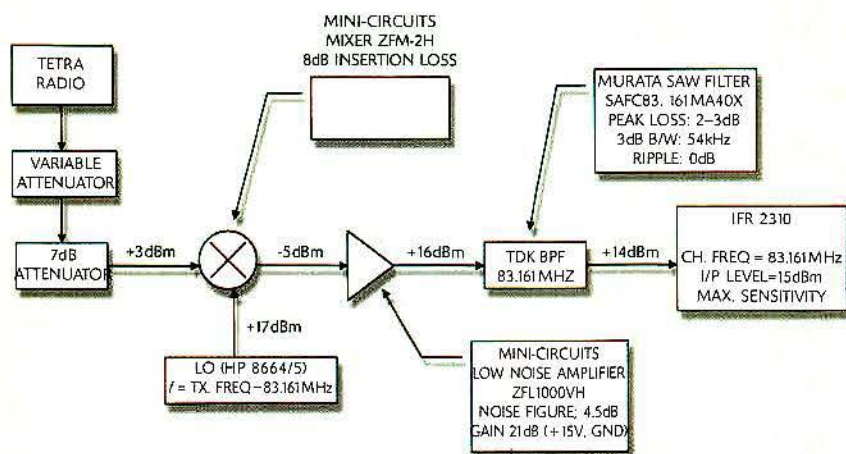 MINI-CIRCUITS
MIXER ZFM-2H
8dB INSERTION LOSS
TETRA
RADIO
MURATA SAW FILTER
SAFC83. 161MA40X
PEAK LOSS: 2-3dB
3dB B/W: 54kHz
RIPPLE: 0dB
VARIABLE
ATTENUATOR
7dB
ATTENUATOR
+3dBm
-5dBm
+16dBm
TDK BPF
83.161MHZ
+14dBm
IFR 2310
CH. FREQ = 83.161MHz
I/P LEVEL=15dBm
MAX. SENSITIVITY
+17dBm
LO (HP 8664/5)
f = TX. FREQ-83.161MHz
MINI-CIRCUITS
LOW NOISE AMPLIFIER
ZFL1000VH
NOISE FIGURE; 4.5dB
GAIN 21dB (+15V, GND)